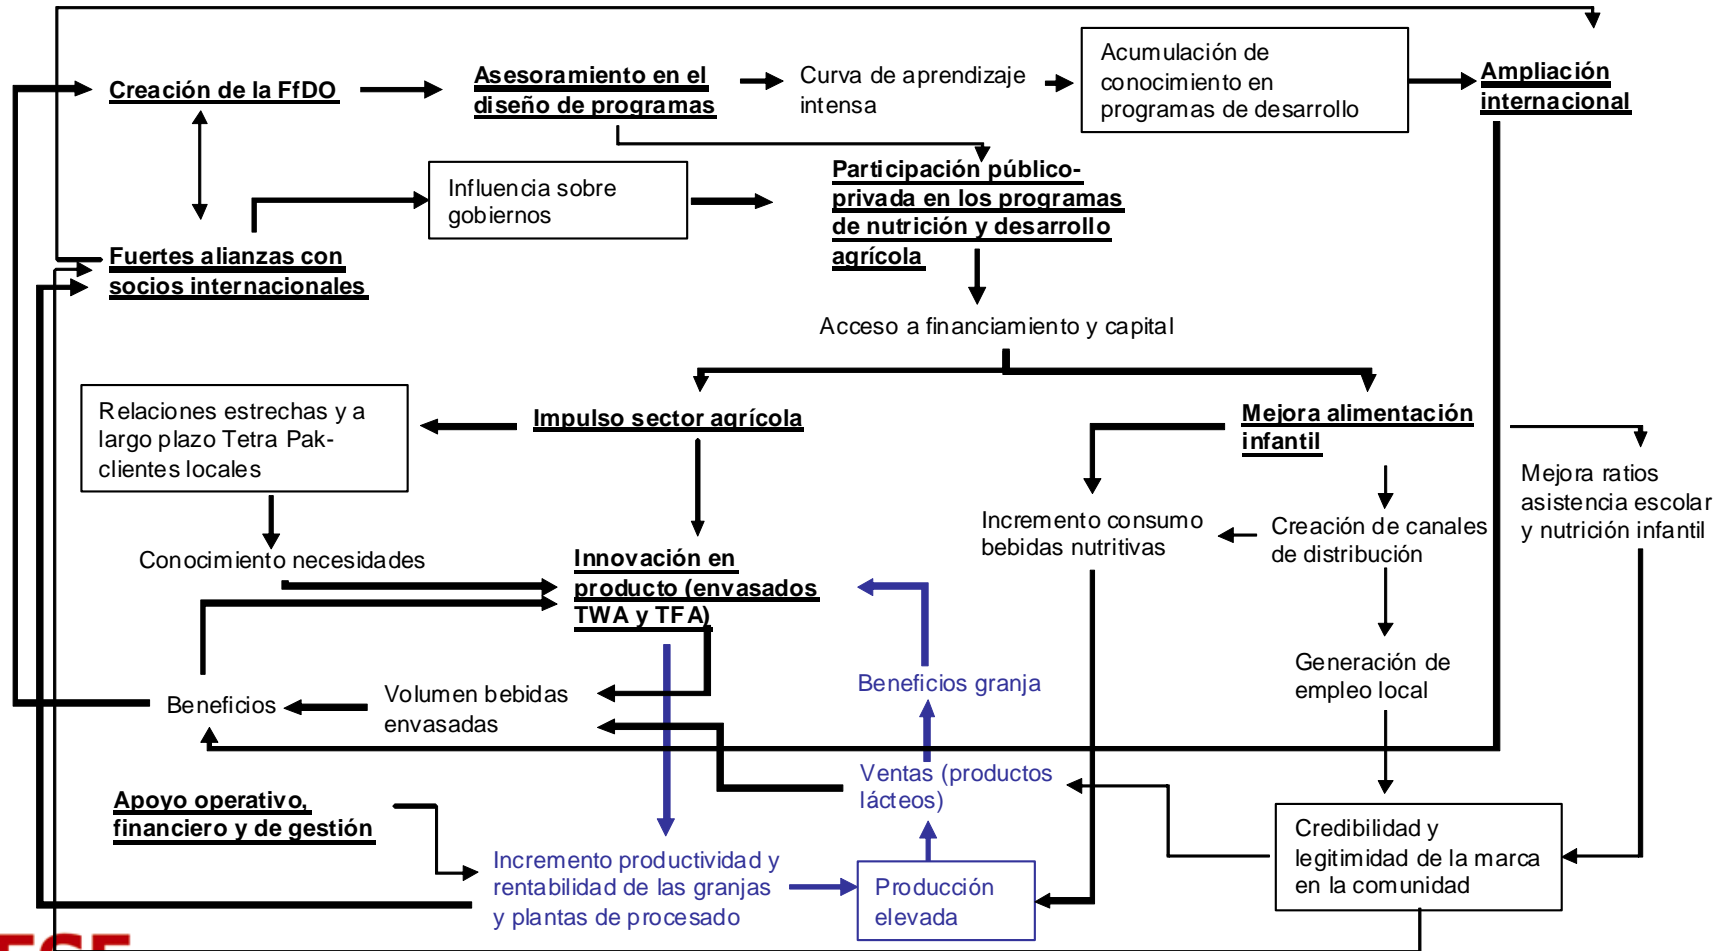 Creación de la FfDO
Asesoramiento en el
diseño de programas
Curva de aprendizaje
intensa
Acumulación de
conocimiento en
programas de desarrollo
Ampliación
internacional
Influencia sobre
gobiernos
Participación público-
privada en los programas
de nutrición y desarrollo
agrícola
Fuertes alianzas con
socios internacionales
Acceso a financiamiento y capital
Relaciones estrechas y a
largo plazo Tetra Pak-
clientes locales
Impulso sector agrícola
Mejora alimentación
infantil
Mejora ratios
asistencia escolar
y nutrición infantil
Conocimiento necesidades
Innovación en
producto (envasados
TWA y TFA)
Incremento consumo
bebidas nutritivas
Creación de canales
de distribución
Generación de
empleo local
Beneficios
Volumen bebidas
envasadas
Beneficios granja
Ventas (productos
lácteos)
Apoyo operativo,
financiero y de gestión
Incremento productividad y
rentabilidad de las granjas
y plantas de procesado
Producción
elevada
Credibilidad y
legitimidad de la marca
en la comunidad